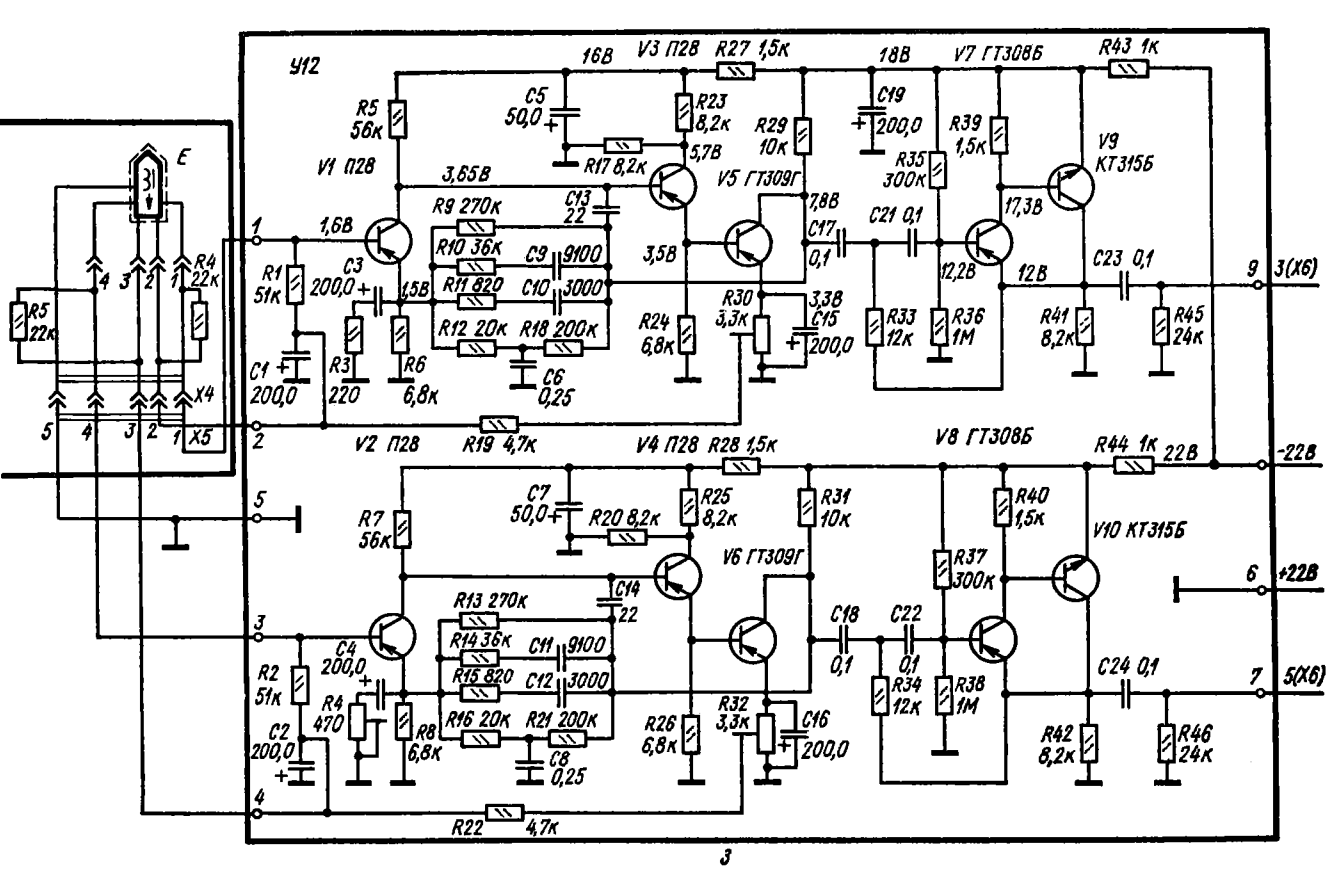 У12
16В
V3 П28
R27 1,5к
18В
V7 ГТ308Б
R43 1к
R5
56к
C5
50,0
+
R23
8,2к
R17 8,2к
5,7В
R29
10к
C19
+
200,0
R39
1,5к
V9
КТ315Б
E
V1 П28
3,65В
V5 ГТ309Г
R35
300к
1
1,6В
R9 270к
C13
22
7,8В
C21 0,1
17,3В
R10 36к
C9
9100
C17
0,1
4
3
2
1
R4
22к
R1
51к
C3
200,0
+
1,5В
R11 820
C10
3000
3,5В
12,2В
12В
C23 0,1
9
3(X6)
R5
22к
R12 20к
R18 200к
R30
3,3к
3,3В
C15
+
200,0
R24
6,8к
R33
12к
R36
1М
R41
8,2к
R45
24к
C1
+
200,0
R3
220
R6
6,8к
C6
0,25
X4
5
4
3
2
1
X5
2
V2 П28
R19 4,7к
V4 П28
R28 1,5к
V8 ГТ308Б
R44 1к
22В
-22В
5
R7
56к
C7
50,0
+
R25
8,2к
R20 8,2к
R31
10к
R40
1,5к
V10 КТ315Б
V6 ГТ309Г
R37
300к
6
+22В
3
R13 270к
C14
22
C18
0,1
C22
0,1
R14 36к
C11
9100
R2
51к
C4
200,0
+
R15 820
C12
3000
C24 0,1
7
5(X6)
R4
470
R8
6,8к
R16 20к
R21 200к
R26
6,8к
R32
3,3к
C16
+
200,0
R34
12к
R38
1М
R42
8,2к
R46
24к
C2
200,0
+
C8
0,25
4
R22
4,7к
3